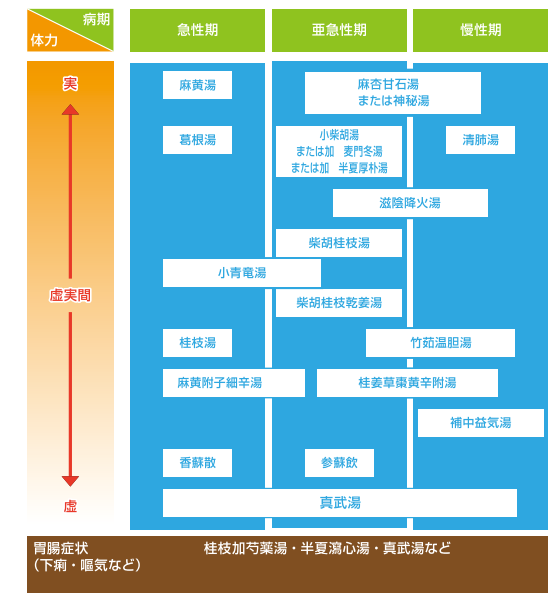 病期
体力
急性期
亜急性期
慢性期
実
虚実間
虚
麻黄湯
麻杏甘石湯
または神秘湯
葛根湯
小柴胡湯
または加　麦門冬湯
または加　半夏厚朴湯
清肺湯
滋陰降火湯
柴胡桂枝湯
小青竜湯
柴胡桂枝乾姜湯
桂枝湯
竹茹温胆湯
麻黄附子細辛湯
桂姜草棗黄辛附湯
補中益気湯
香蘇散
参蘇飲
真武湯
胃腸症状
（下痢・嘔気など）
桂枝加芍薬湯・半夏瀉心湯・真武湯など